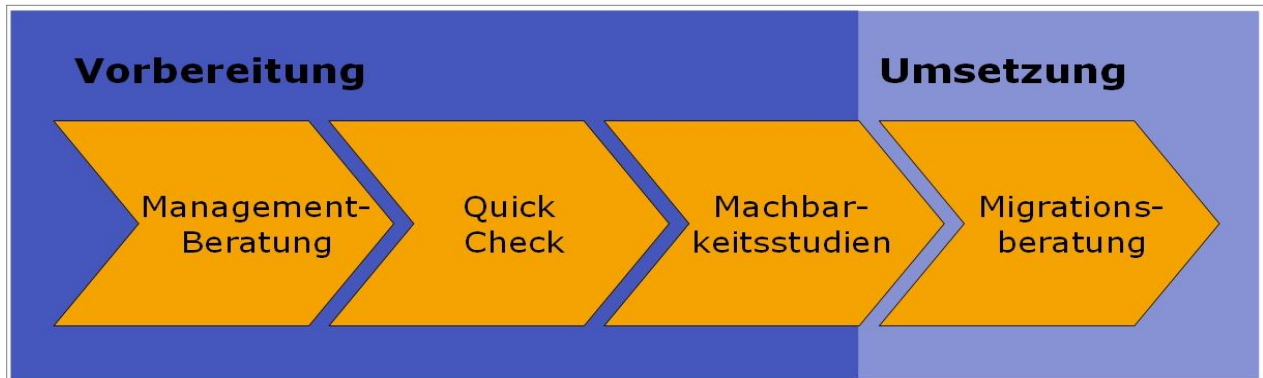 Vorbereitung
Umsetzung
Management-
Beratung
Quick
Check
Machbar-
keitsstudien
Migrations-
beratung